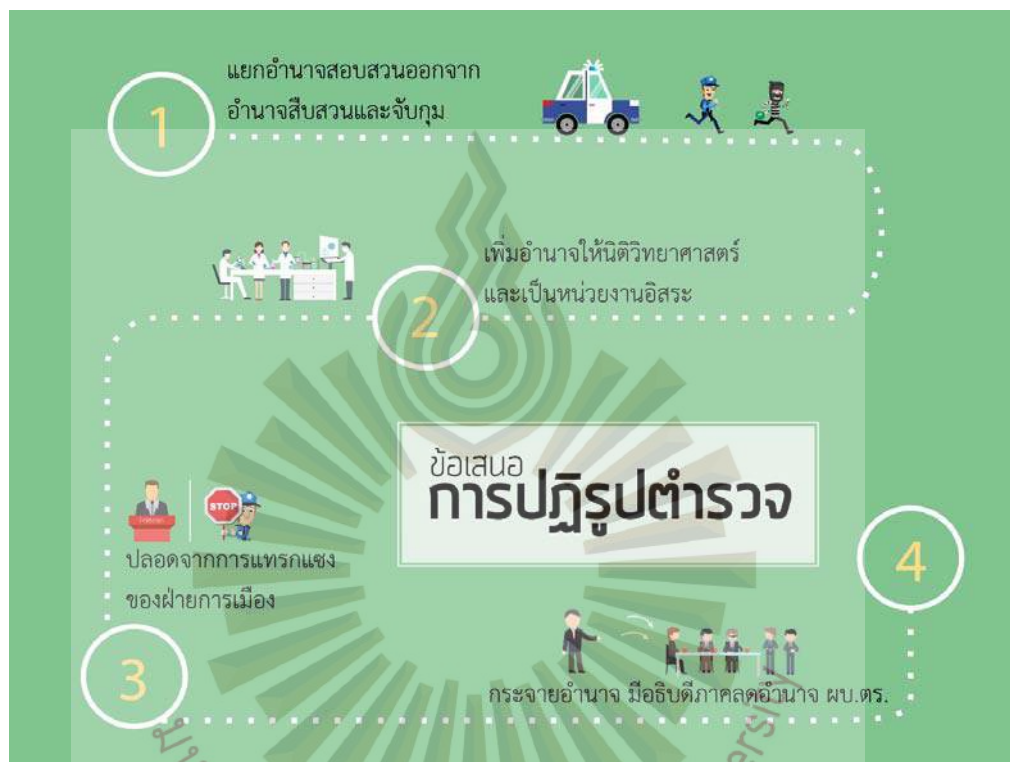 1
แยกอำนาจสอบสวนออกจาก
อำนาจสืบสวนและจับกุม
2
เพิ่มอำนาจให้นิติวิทยาศาสตร์
และเป็นหน่วยงานอิสระ
ข้อเสนอ
การปฏิรูปตำรวจ
STOP
ปลอดจากการแทรกแซง
ของฝ่ายการเมือง
3
4
กระจายอำนาจ มีอธิบดีภาคลดอำนาจ ผบ.ตร.